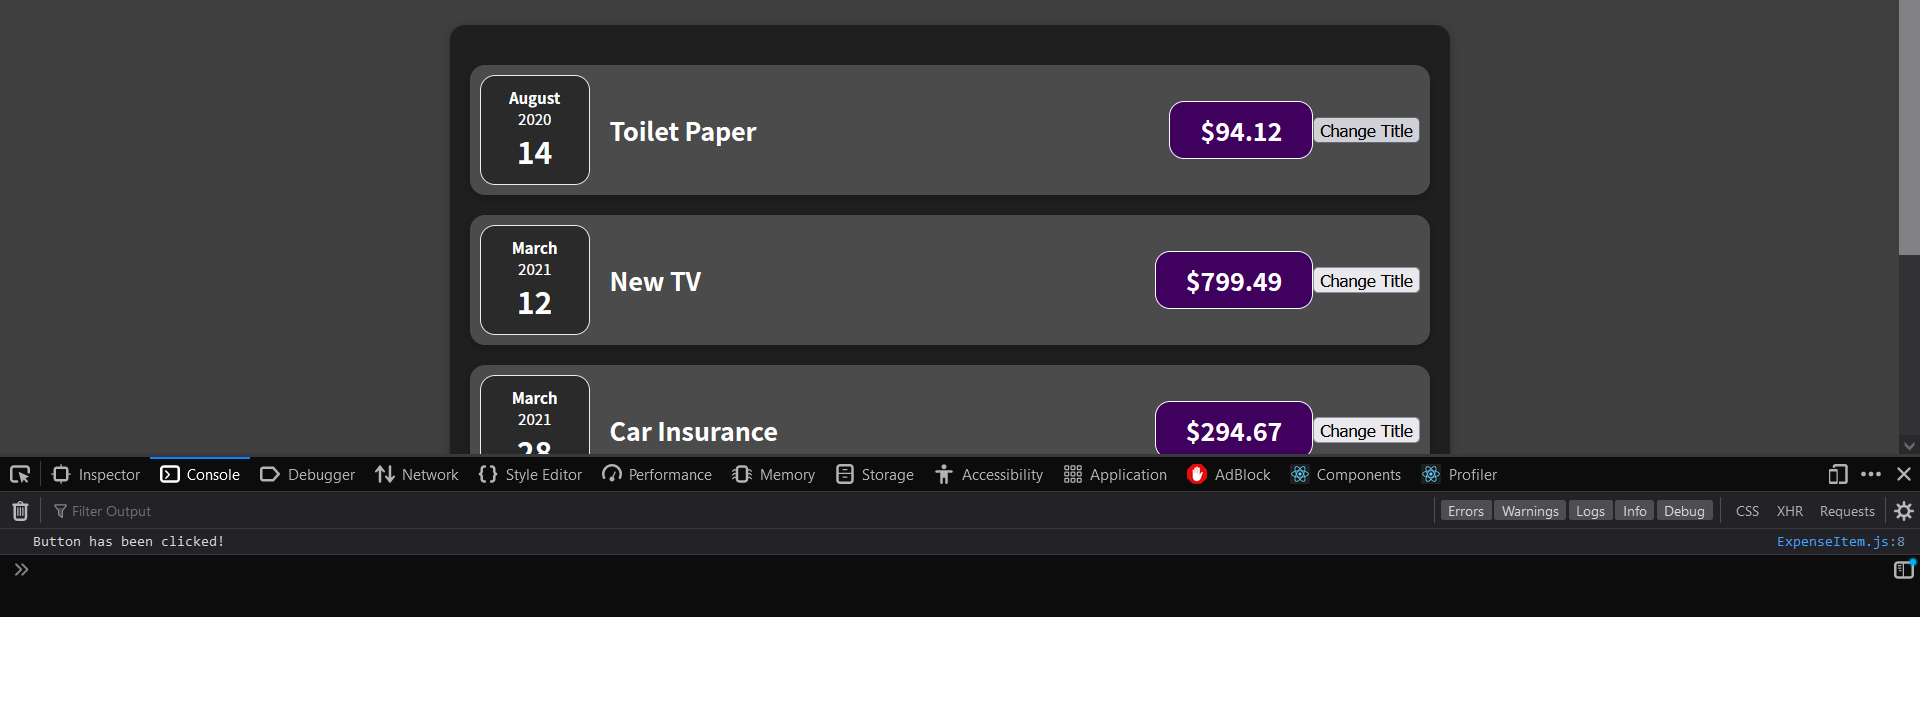 August
2020
14
Toilet Paper
$94.12
Change Title
March
2021
12
New TV
$799.49
Change Title
March
2021
28
Car Insurance
$294.67
Change Title
Inspector Console Debugger Network Style Editor Performance Memory Storage Accessibility Application AdBlock Components Profiler
Filter Output Errors Warnings Logs Info Debug CSS XHR Requests
Button has been clicked! ExpenseItem.js:8